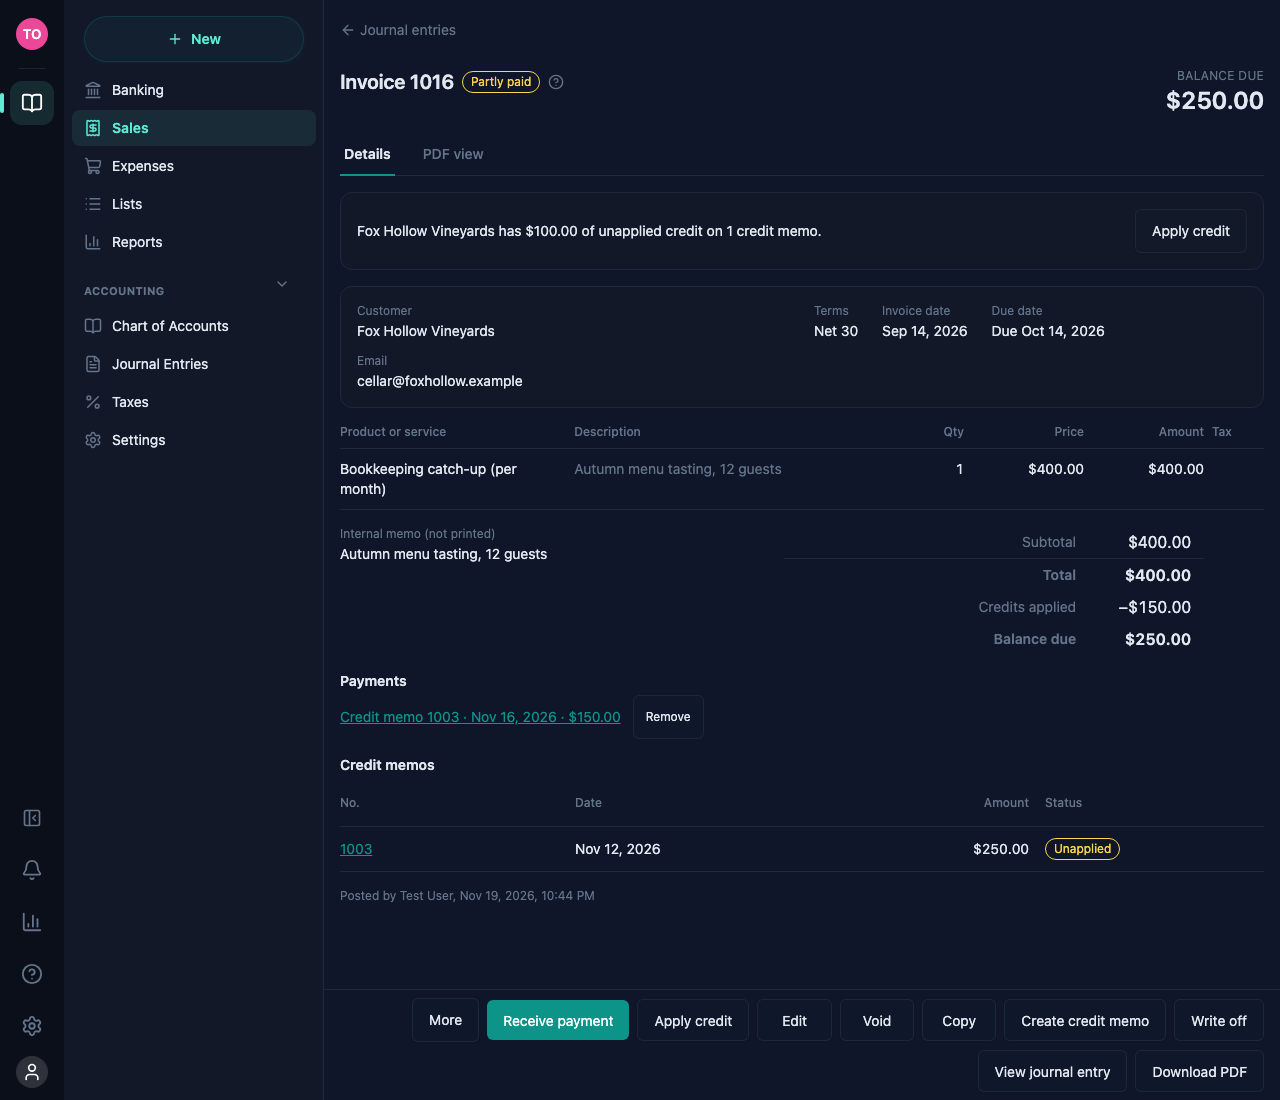 TO
+ New
Banking
Sales
Expenses
Lists
Reports
ACCOUNTING
Chart of Accounts
Journal Entries
Taxes
Settings
← Journal entries
Invoice 1016 Partly paid
BALANCE DUE
$250.00
Details PDF view
Fox Hollow Vineyards has $100.00 of unapplied credit on 1 credit memo. Apply credit
Customer Terms Invoice date Due date
Fox Hollow Vineyards Net 30 Sep 14, 2026 Due Oct 14, 2026
Email
cellar@foxhollow.example
Product or service Description Qty Price Amount Tax
Bookkeeping catch-up (per Autumn menu tasting, 12 guests 1 $400.00 $400.00
month)
Internal memo (not printed)
Autumn menu tasting, 12 guests
Subtotal $400.00
Total $400.00
Credits applied –$150.00
Balance due $250.00
Payments
Credit memo 1003 · Nov 16, 2026 · $150.00 Remove
Credit memos
No. Date Amount Status
1003 Nov 12, 2026 $250.00 Unapplied
Posted by Test User, Nov 19, 2026, 10:44 PM
More Receive payment Apply credit Edit Void Copy Create credit memo Write off
View journal entry Download PDF